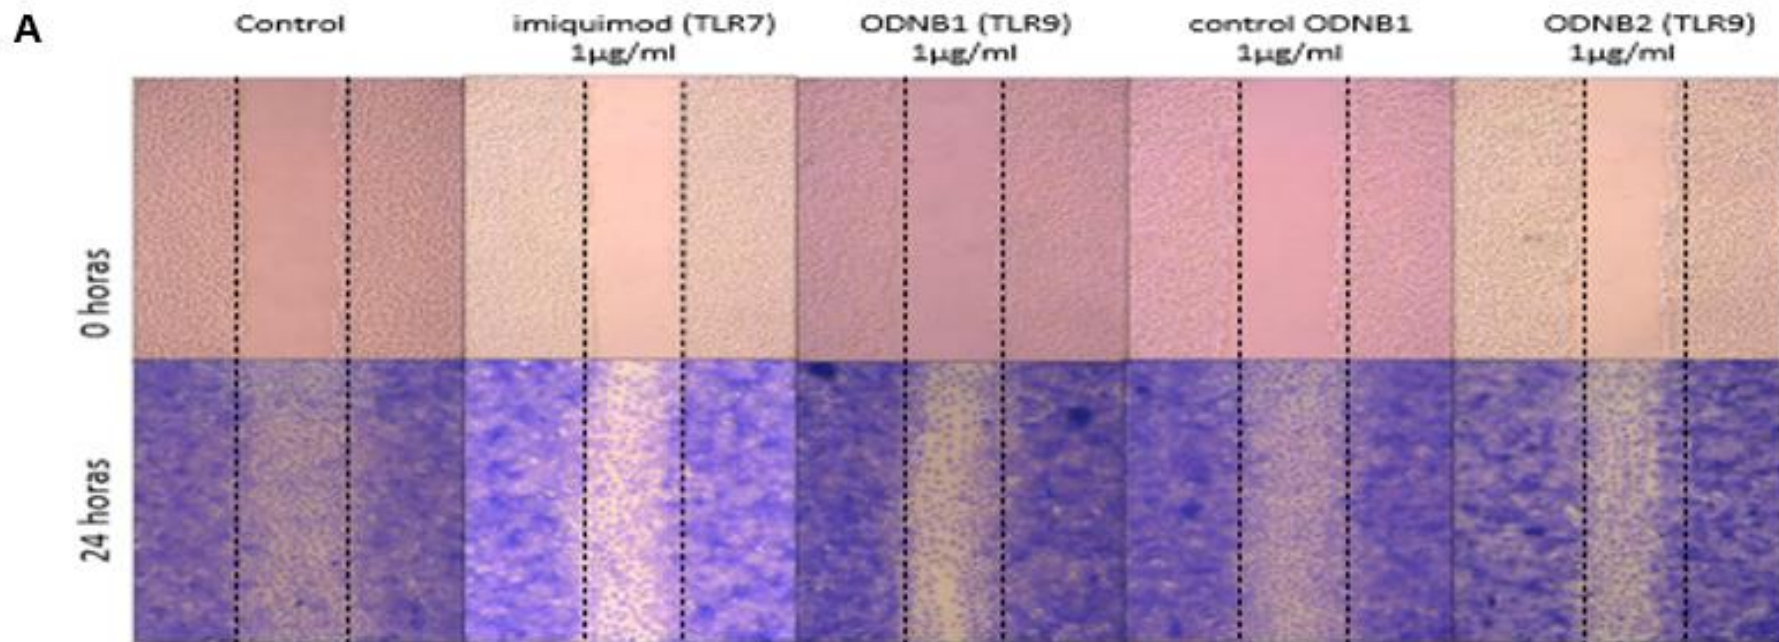 A
Control
imiquimod (TLR7)
1µg/ml
ODNB1 (TLR9)
1µg/ml
control ODNB1
1µg/ml
ODNB2 (TLR9)
1µg/ml
0 horas
24 horas